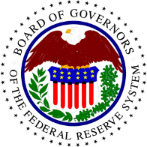 BOARD OF GOVERNORS
OF THE FEDERAL RESERVE SYSTEM